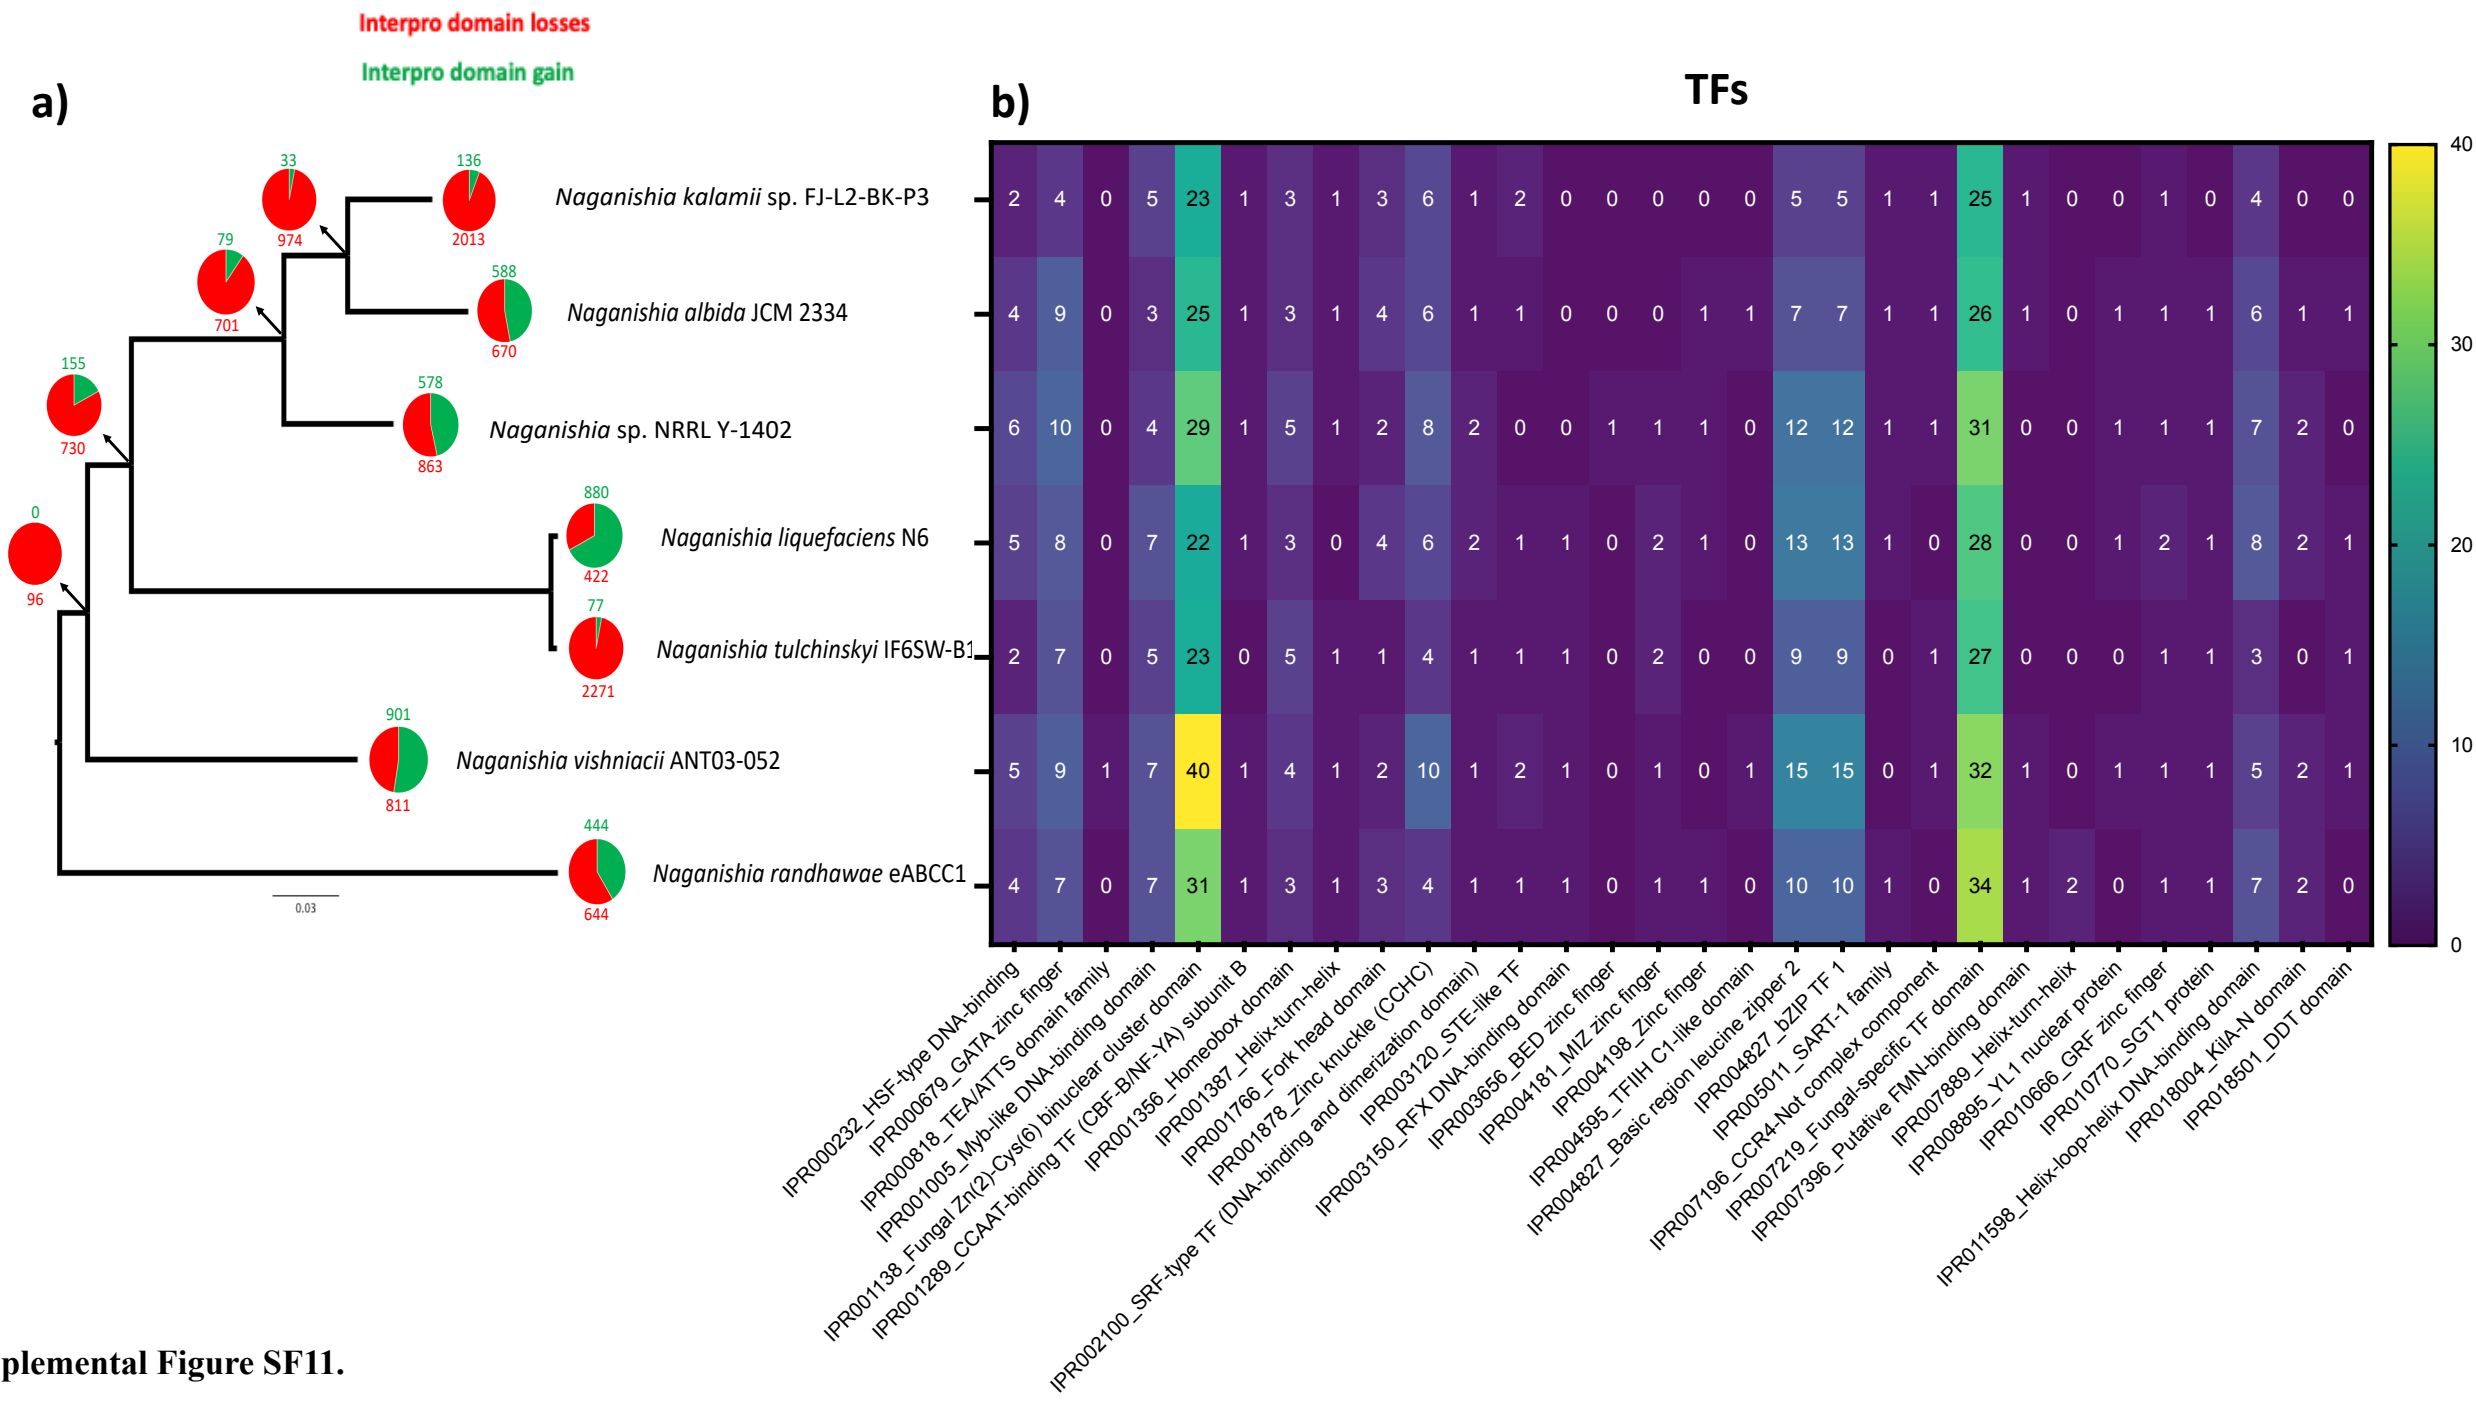 Interpro domain losses
Interpro domain gain
a)
33
136
Naganishia kalamii sp. FJ-L2-BK-P3
974
2013
79
588
Naganishia albida JCM 2334
701
670
155
578
Naganishia sp. NRRL Y-1402
730
863
880
Naganishia liquefaciens N6
0
422
96
77
Naganishia tulchinskyi IF6SW-B1
2271
901
Naganishia vishniacii ANT03-052
811
444
Naganishia randhawae eABCC1
644
0.03
b)
TFs
2 4 0 5 23 1 3 1 3 6 1 2 0 0 0 0 0 5 5 1 1 25 1 0 0 1 0 4 0 0
4 9 0 3 25 1 3 1 4 6 1 1 0 0 0 1 1 7 7 1 1 26 1 0 1 1 1 6 1 1
6 10 0 4 29 1 5 1 2 8 2 0 0 1 1 1 0 12 12 1 1 31 0 0 1 1 1 7 2 0
5 8 0 7 22 1 3 0 4 6 2 1 1 0 2 1 0 13 13 1 0 28 0 0 1 2 1 8 2 1
2 7 0 5 23 0 5 1 1 4 1 1 1 0 2 0 0 9 9 0 1 27 0 0 0 1 1 3 0 1
5 9 1 7 40 1 4 1 2 10 1 2 1 0 1 0 1 15 15 0 1 32 1 0 1 1 1 5 2 1
4 7 0 7 31 1 3 1 3 4 1 1 1 0 1 1 0 10 10 1 0 34 1 2 0 1 1 7 2 0
40
30
20
10
0
IPR000232_HSF-type DNA-binding
IPR000679_GATA zinc finger
IPR000818_TEA/ATTS domain family
IPR001005_Myb-like DNA-binding domain
IPR001138_Fungal Zn(2)-Cys(6) binuclear cluster domain
IPR001289_CCAAT-binding TF (CBF-B/NF-YA) subunit B
IPR001356_Homeobox domain
IPR001387_Helix-turn-helix
IPR001766_Fork head domain
IPR001878_Zinc knuckle (CCHC)
IPR002100_SRF-type TF (DNA-binding and dimerization domain)
IPR003120_STE-like TF
IPR003150_RFX DNA-binding domain
IPR003656_BED zinc finger
IPR004181_MIZ zinc finger
IPR004198_Zinc finger
IPR004595_TFIIH C1-like domain
IPR004827_Basic region leucine zipper 2
IPR004827_bZIP TF 1
IPR005011_SART-1 family
IPR007196_CCR4-Not complex component
IPR007219_Fungal-specific TF domain
IPR007396_Putative FMN-binding domain
IPR007889_Helix-turn-helix
IPR008895_YL1 nuclear protein
IPR010666_GRF zinc finger
IPR010770_SGT1 protein
IPR011598_Helix-loop-helix DNA-binding domain
IPR018004_KilA-N domain
IPR018501_DDT domain
plemental Figure SF11.